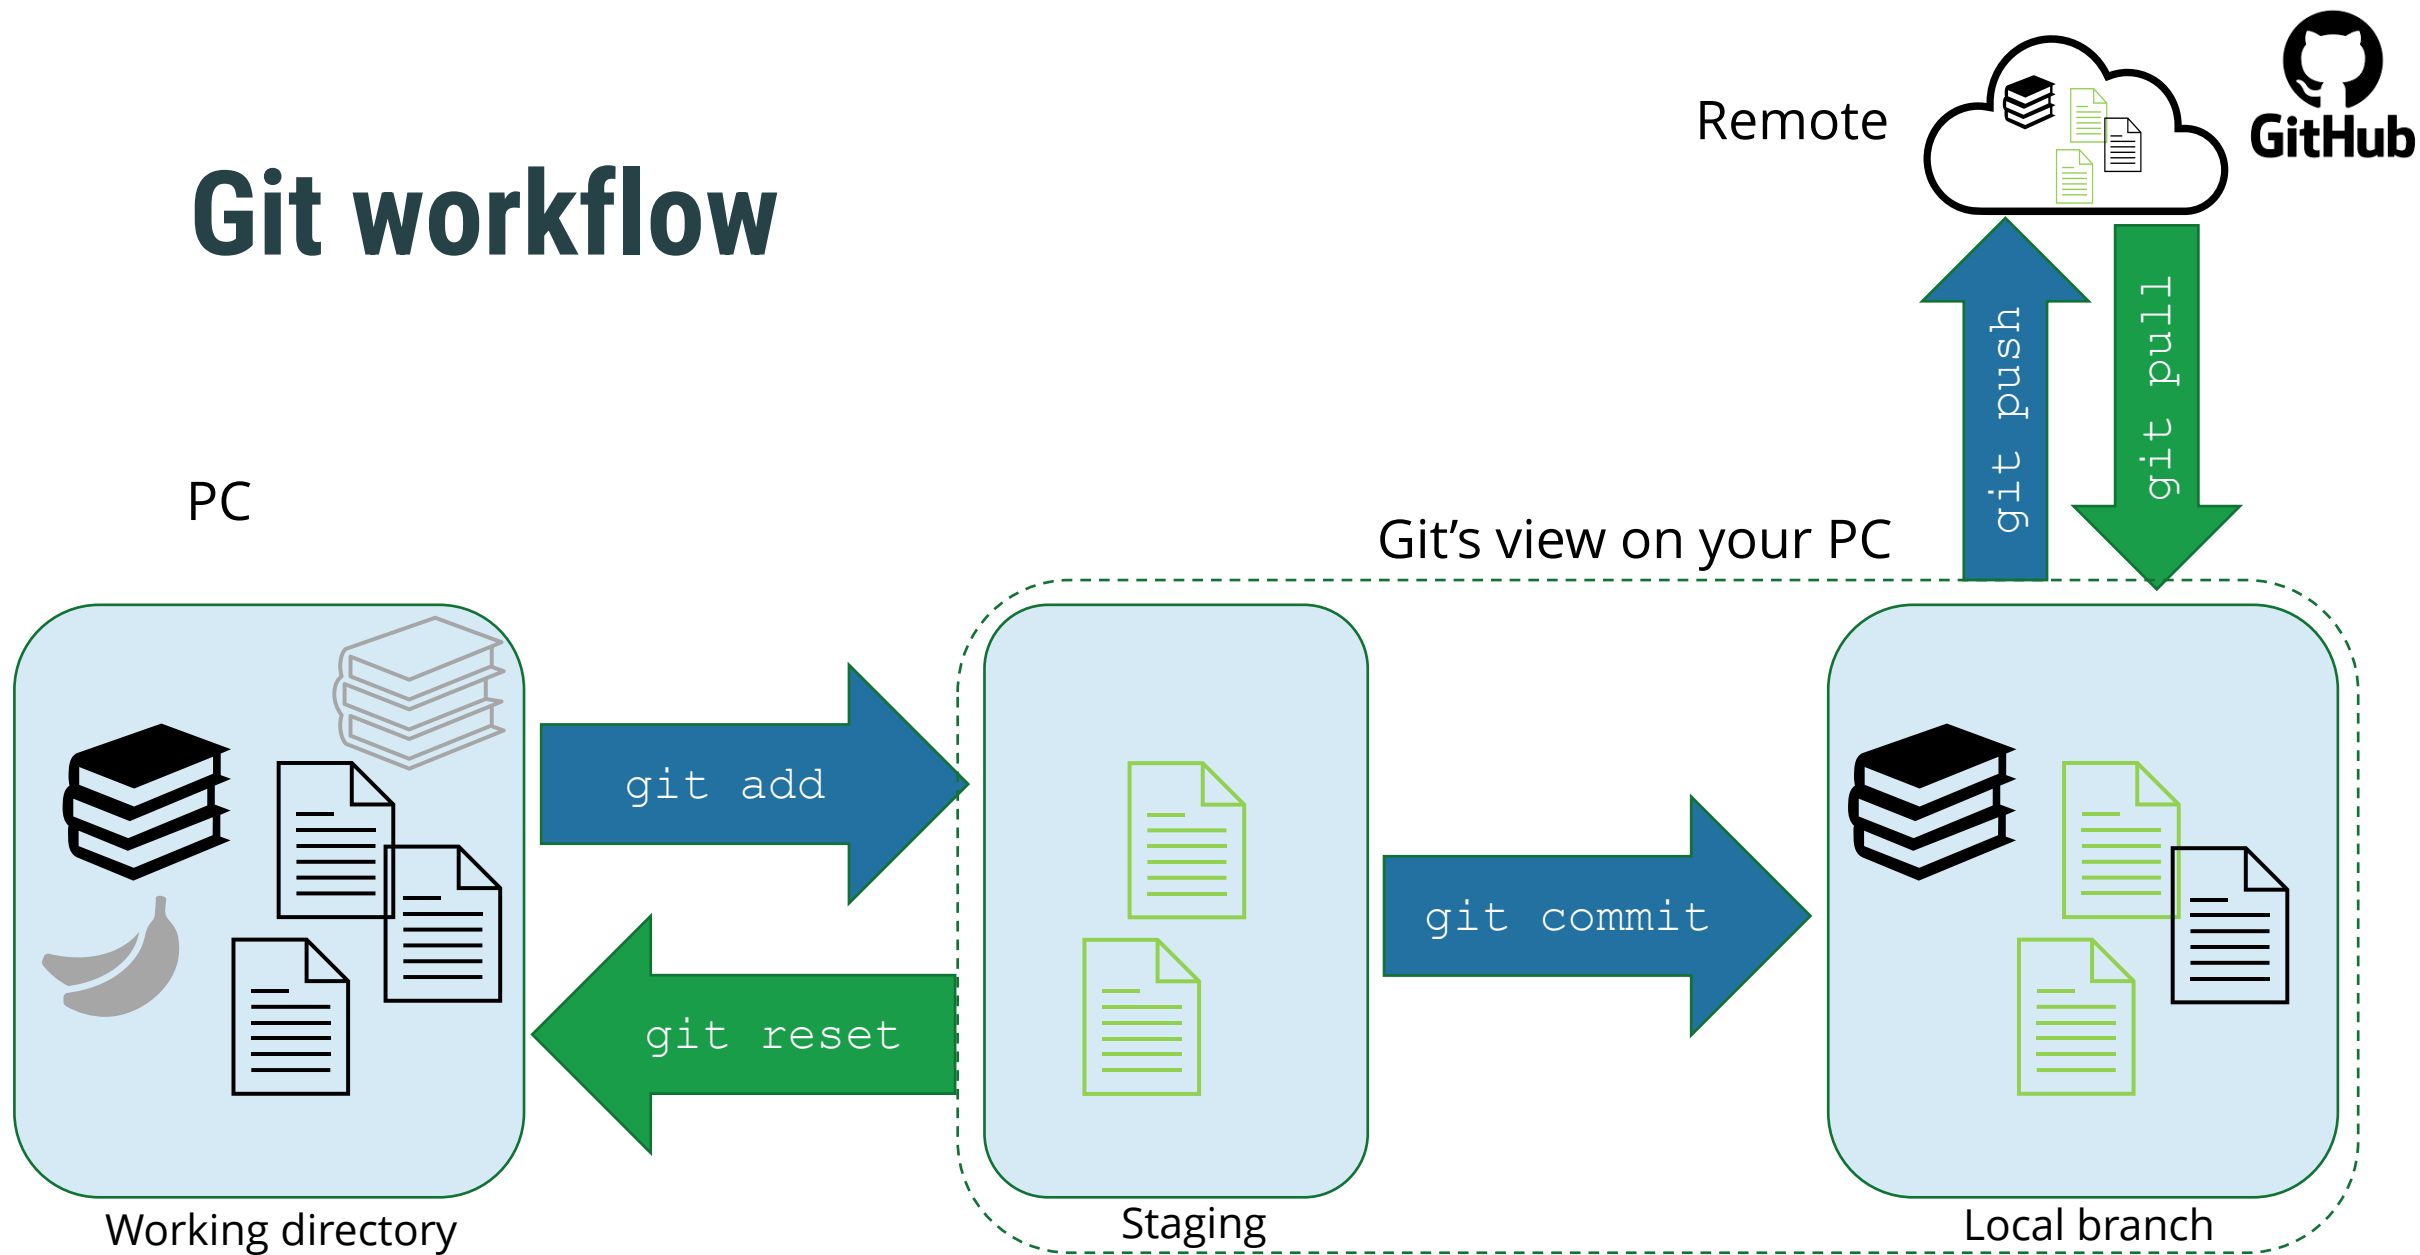 Git workflow
Remote
GitHub
git push
git pull
PC
Git’s view on your PC
git add
git commit
git reset
Working directory
Staging
Local branch